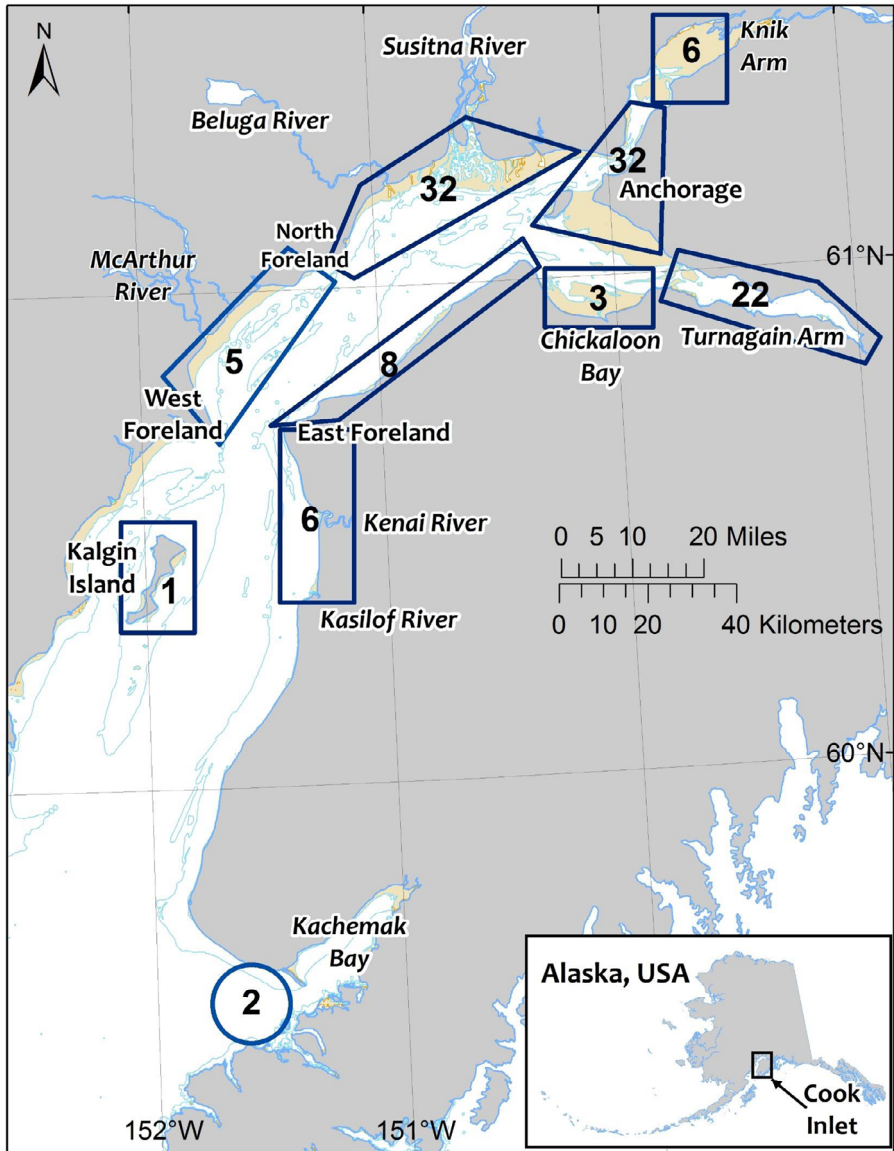 N
Susitna River
6
Knik
Arm
Beluga River
32
32
Anchorage
North
Foreland
McArthur
River
61°N
3
22
Chickaloon
Bay
Turnagain Arm
5
8
West
Foreland
East Foreland
6
Kenai River
Kalgin
Island
1
Kasilof River
0 5 10 20 Miles
0 10 20 40 Kilometers
60°N
Kachemak
Bay
2
Alaska, USA
Cook
Inlet
152°W
151°W